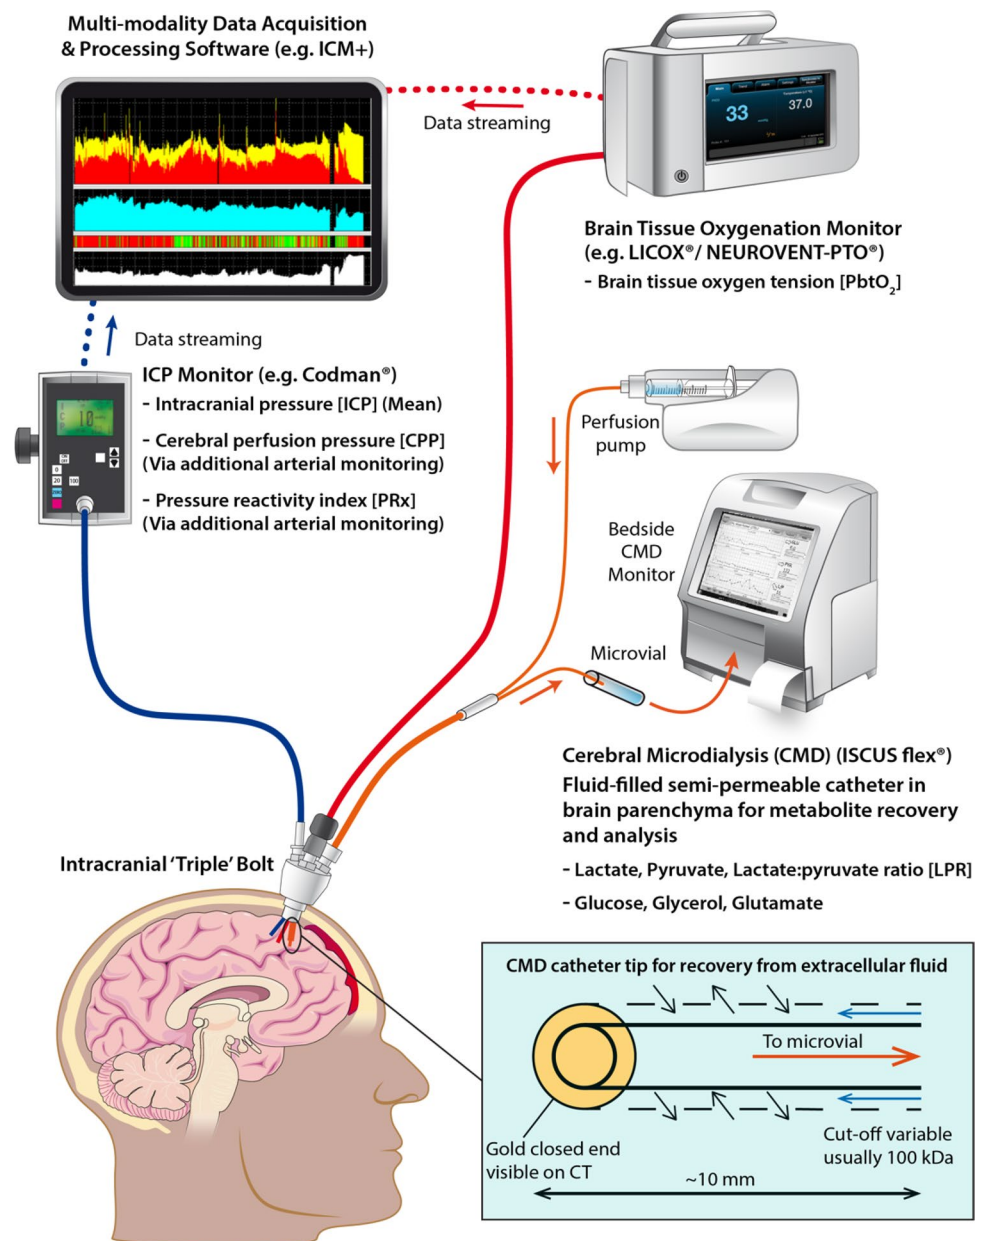 Multi-modality Data Acquisition
& Processing Software (e.g. ICM+)
Data streaming
33
37.0
Brain Tissue Oxygenation Monitor
(e.g. LICOX®/ NEUROVENT-PTO®)
- Brain tissue oxygen tension [PbtO₂]
Data streaming
ICP Monitor (e.g. Codman®)
- Intracranial pressure [ICP] (Mean)
- Cerebral perfusion pressure [CPP]
(Via additional arterial monitoring)
- Pressure reactivity index [PRx]
(Via additional arterial monitoring)
0
20
100
Perfusion
pump
Bedside
CMD
Monitor
Microvial
Cerebral Microdialysis (CMD) (ISCUS flex®)
Fluid-filled semi-permeable catheter in
brain parenchyma for metabolite recovery
and analysis
- Lactate, Pyruvate, Lactate:pyruvate ratio [LPR]
- Glucose, Glycerol, Glutamate
Intracranial ‘Triple’ Bolt
CMD catheter tip for recovery from extracellular fluid
To microvial
Gold closed end
visible on CT
Cut-off variable
usually 100 kDa
~10 mm